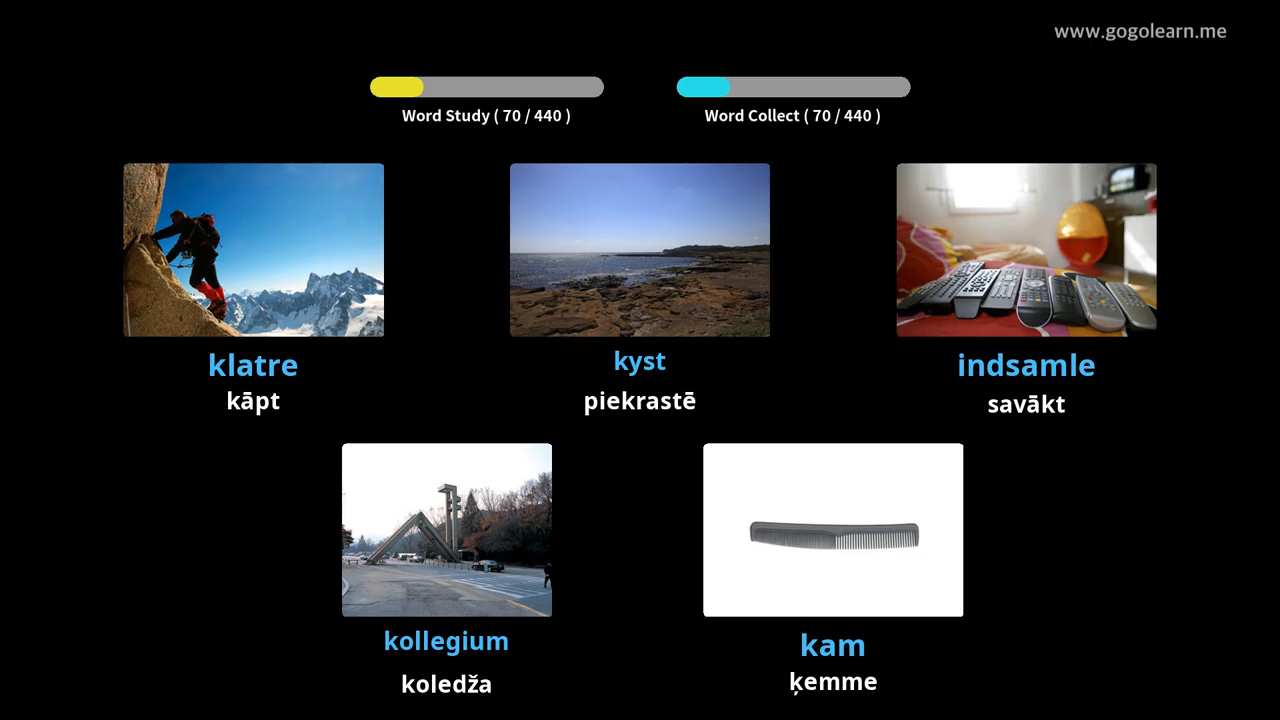 www.gogolearn.me
Word Study ( 70 / 440 )
Word Collect ( 70 / 440 )
klatre
kāpt
kyst
piekrastē
indsamle
savākt
kollegium
koledža
kam
ķemme